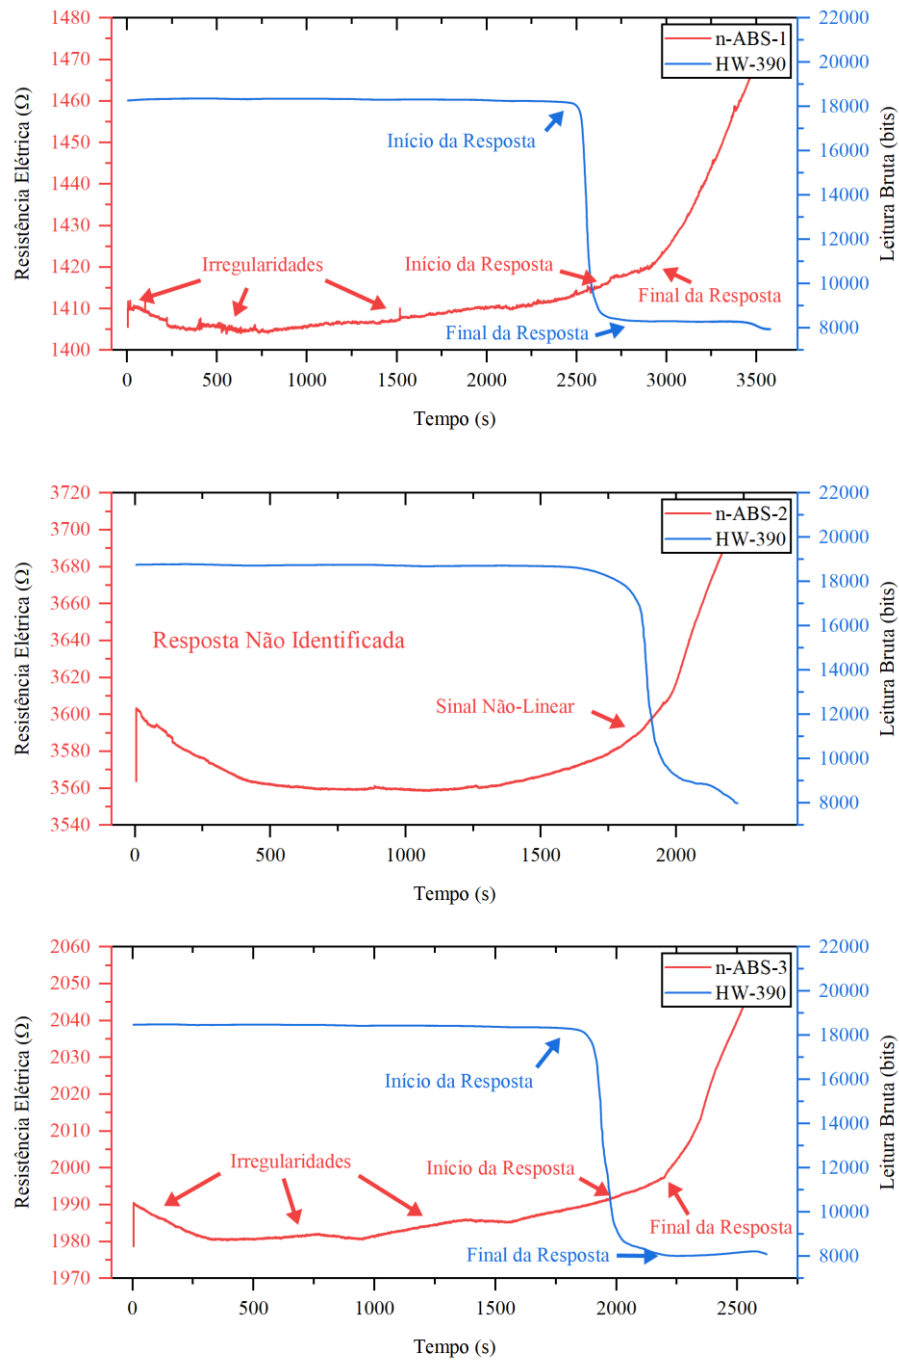 1480
1470
1460
1450
1440
1430
1420
1410
1400
Resistência Elétrica (Ω)
n-ABS-1
HW-390
Início da Resposta
Irregularidades
Início da Resposta
Final da Resposta
Final da Resposta
22000
20000
18000
16000
14000
12000
10000
8000
Leitura Bruta (bits)
0 500 1000 1500 2000 2500 3000 3500
Tempo (s)
3720
3700
3680
3660
3640
3620
3600
3580
3560
3540
Resistência Elétrica (Ω)
n-ABS-2
HW-390
Resposta Não Identificada
Sinal Não-Linear
22000
20000
18000
16000
14000
12000
10000
8000
Leitura Bruta (bits)
0 500 1000 1500 2000
Tempo (s)
2060
2050
2040
2030
2020
2010
2000
1990
1980
1970
Resistência Elétrica (Ω)
n-ABS-3
HW-390
Início da Resposta
Irregularidades
Início da Resposta
Final da Resposta
Final da Resposta
22000
20000
18000
16000
14000
12000
10000
8000
Leitura Bruta (bits)
0 500 1000 1500 2000 2500
Tempo (s)